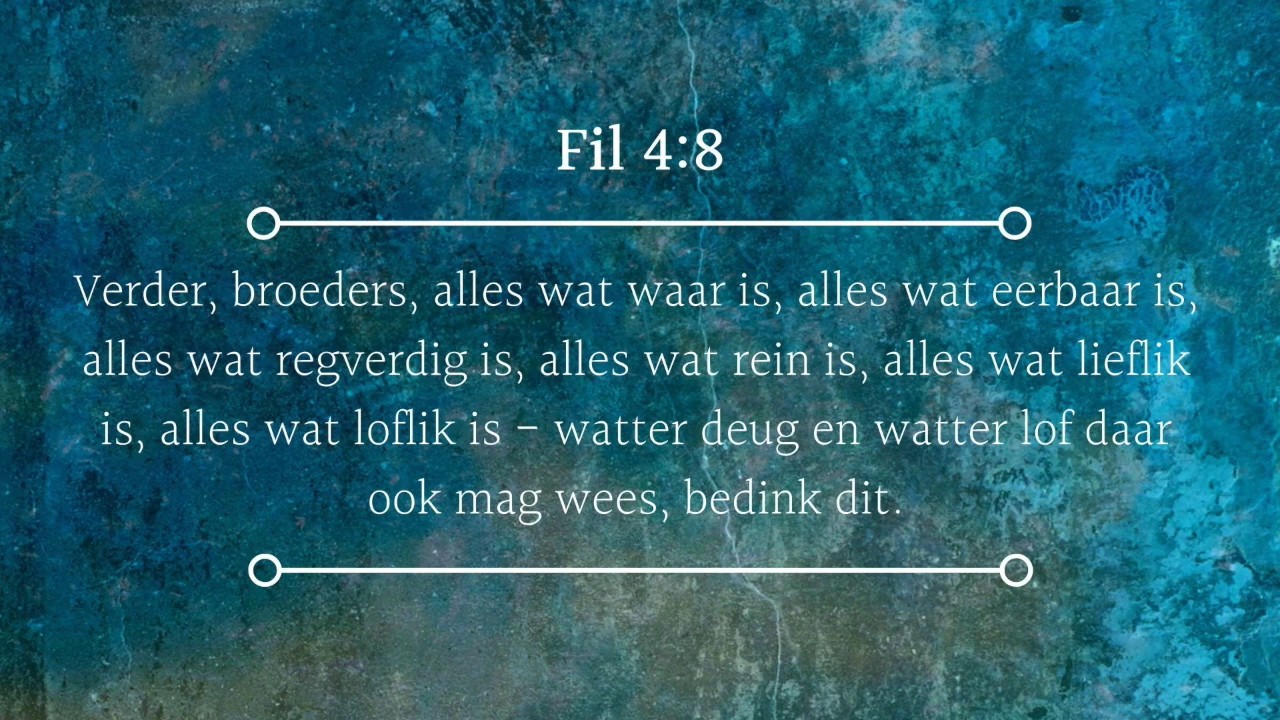 Fil 4:8
Verder, broeders, alles wat waar is, alles wat eerbaar is,
alles wat regverdig is, alles wat rein is, alles wat lieflik
is, alles wat loflik is – watter deug en watter lof daar
ook mag wees, bedink dit.